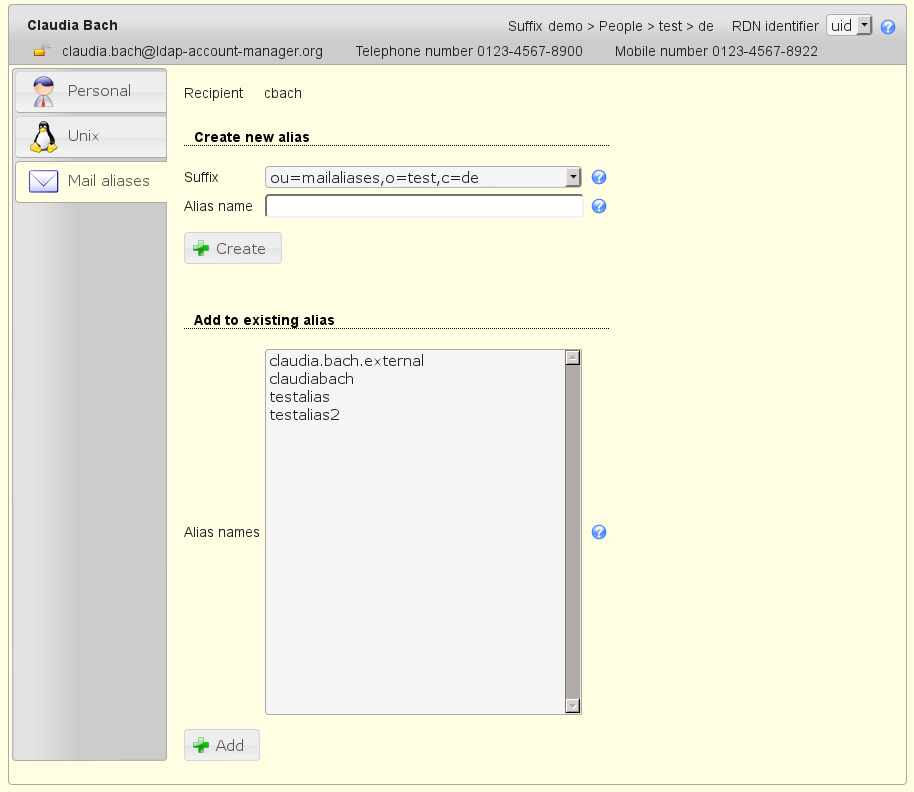 Claudia Bach
Suffix demo > People > test > de RDN identifier uid
claudia.bach@ldap-account-manager.org Telephone number 0123-4567-8900 Mobile number 0123-4567-8922
Personal
Unix
Mail aliases
Recipient cbach
Create new alias
Suffix ou=mailaliases,o=test,c=de
Alias name
Create
Add to existing alias
claudia.bach.external
claudiabach
testalias
testalias2
Alias names
Add